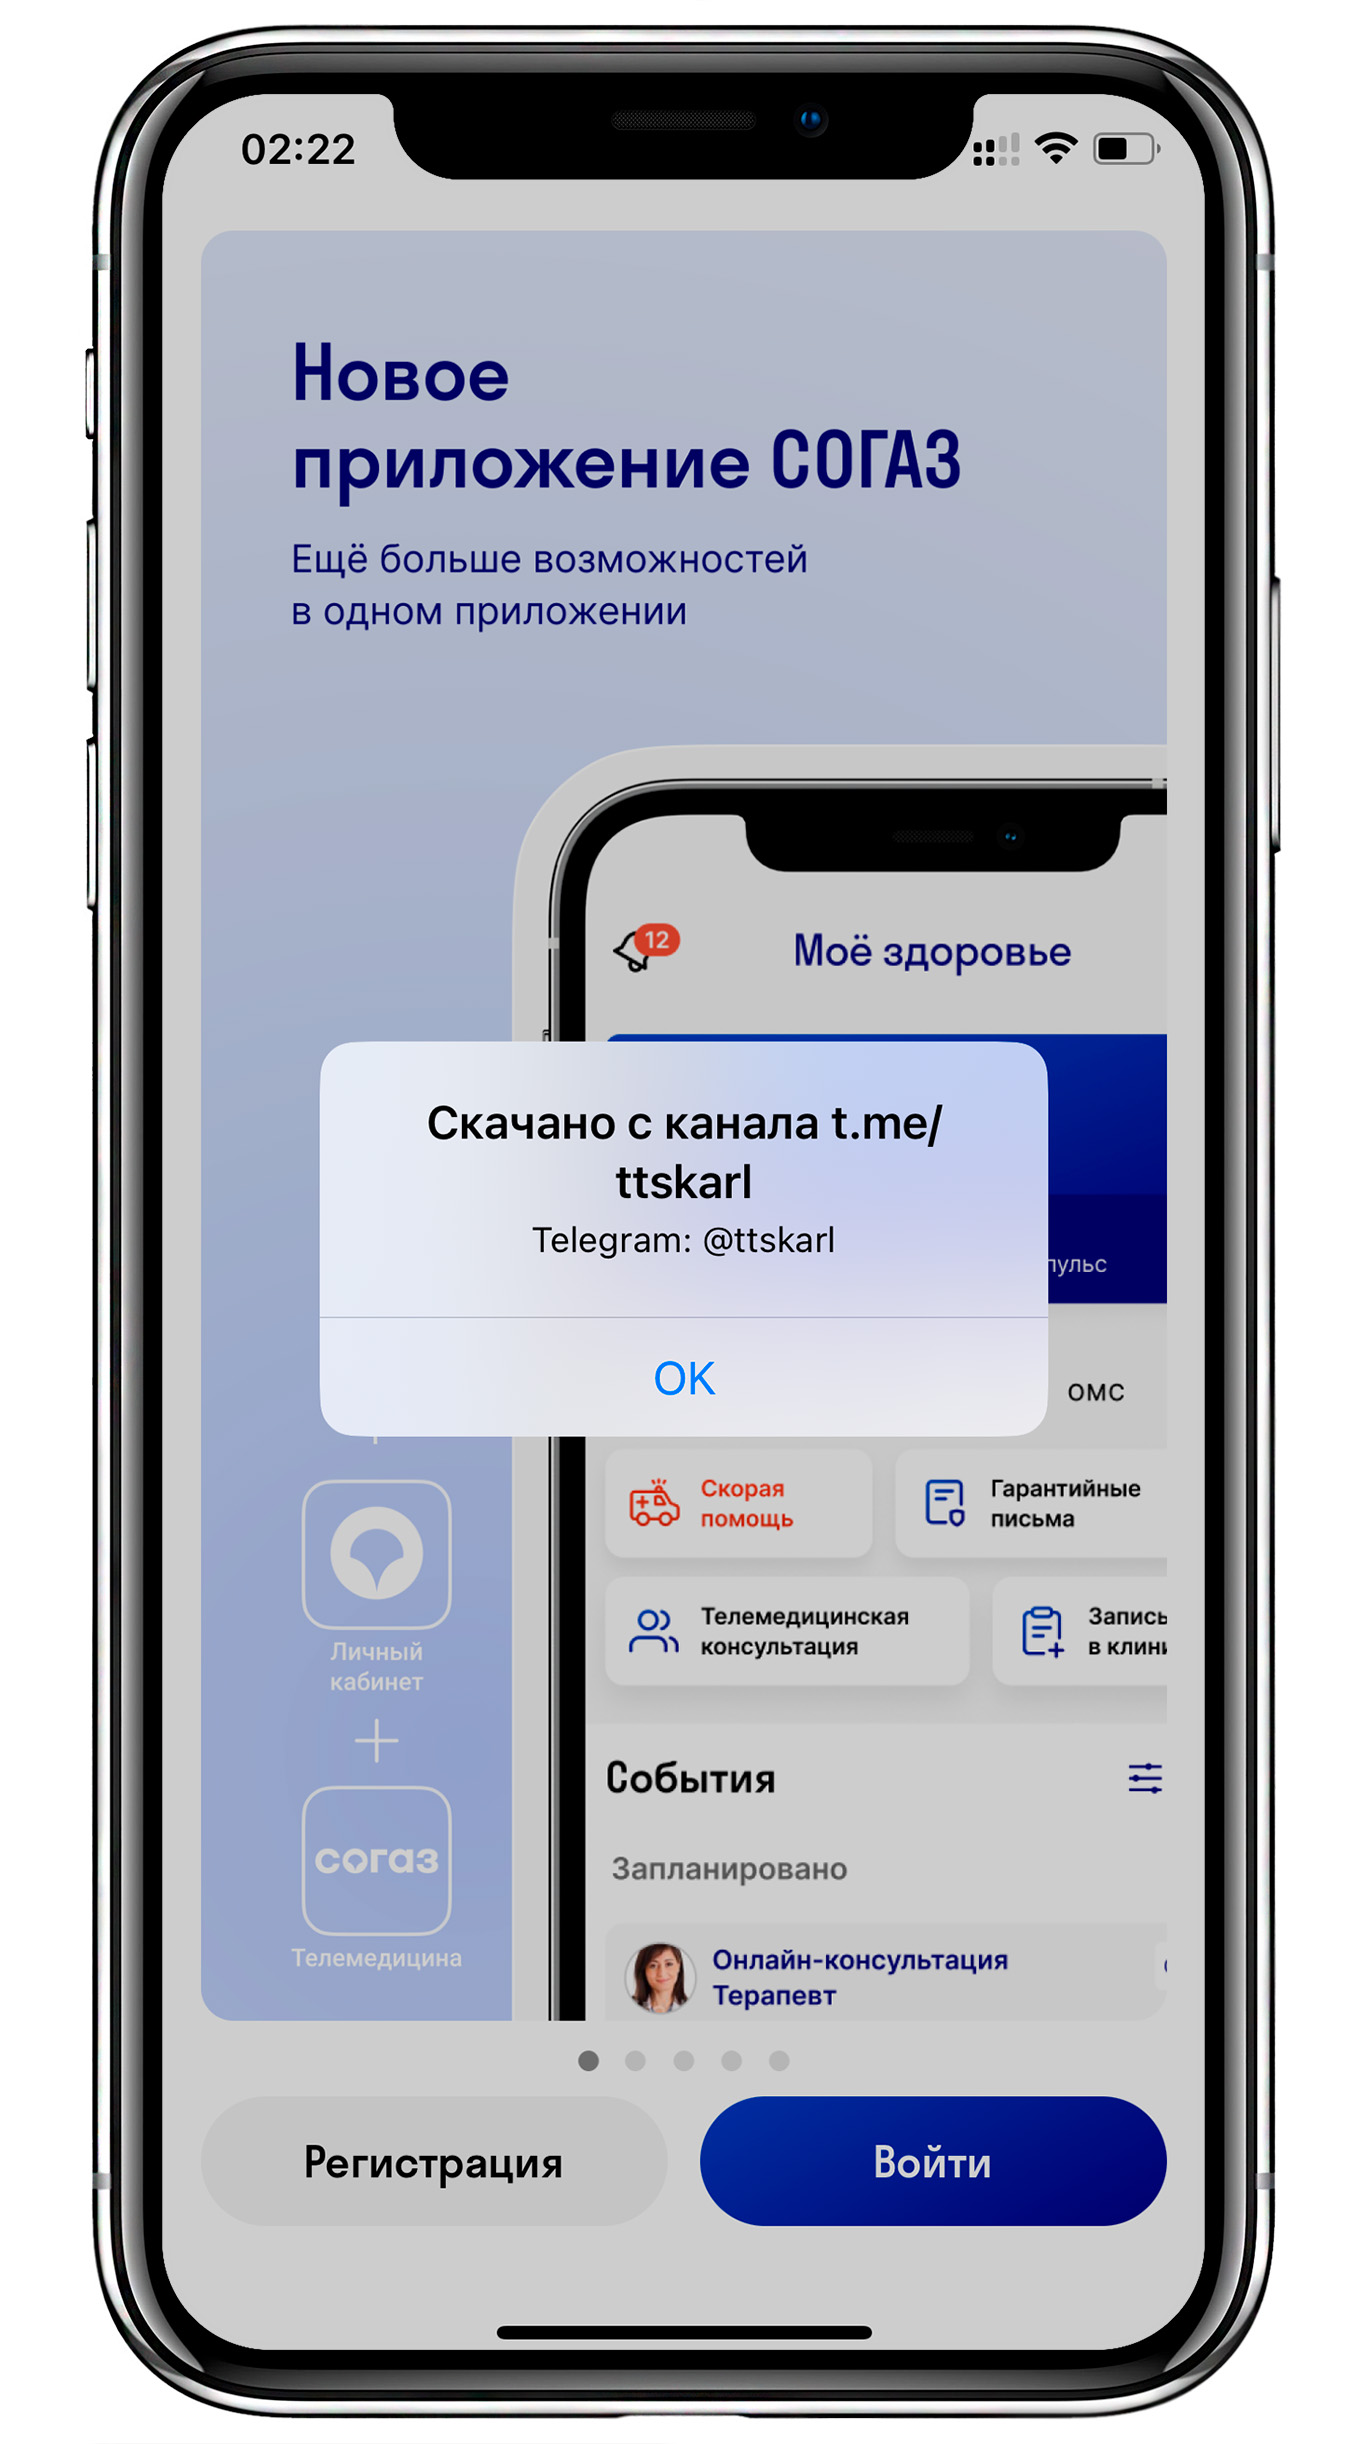 02:22
Новое
приложение СОГАЗ
Ещё больше возможностей
в одном приложении
12
Моё здоровье
Скачано с канала t.me/
ttskarl
Telegram: @ttskarl
пульс
OK
ОМС
Скорая
помощь
Гарантийные
письма
Личный
кабинет
Телемедицинская
консультация
Запись
в клини
События
согаз
Запланировано
Телемедицина
Онлайн-консультация
Терапевт
Регистрация
Войти